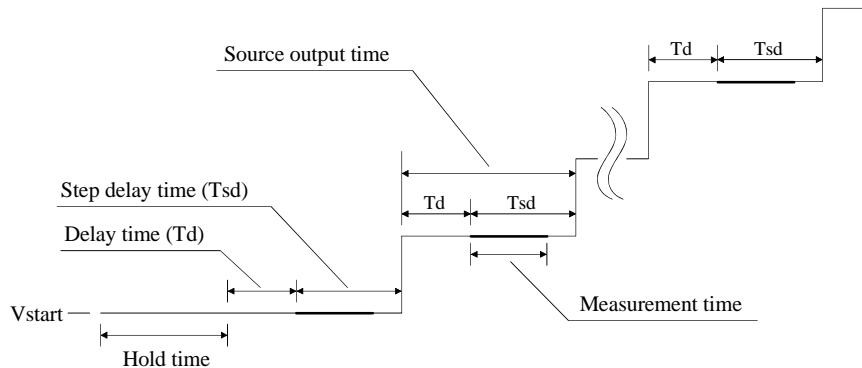 Td
Tsd
Source output time
Step delay time (Tsd)
Td
Tsd
Delay time (Td)
Measurement time
Vstart
Hold time